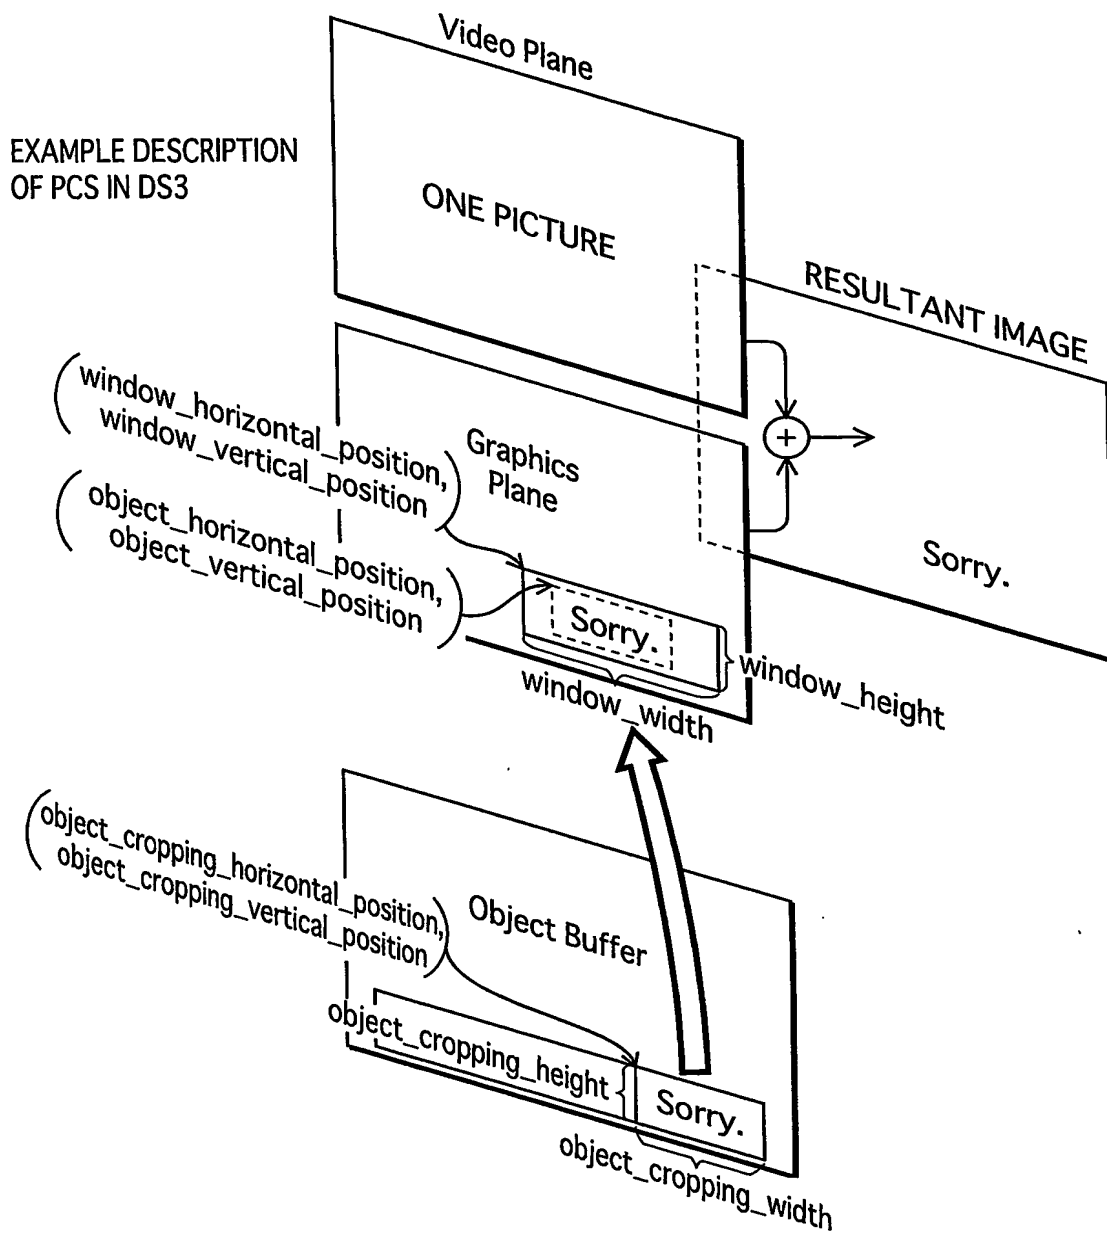 Video Plane
EXAMPLE DESCRIPTION
OF PCS IN DS3
ONE PICTURE
RESULTANT IMAGE
window_horizontal_position,
window_vertical_position
Graphics
Plane
+
object_horizontal_position,
object_vertical_position
Sorry.
Sorry.
window_height
window_width
object_cropping_horizontal_position,
object_cropping_vertical_position
Object Buffer
object_cropping_height
Sorry.
object_cropping_width